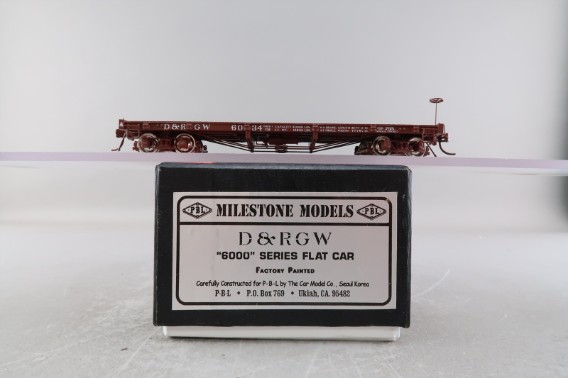 D&RGW 6034
PBL MILESTONE MODELS PBL
D&RGW
"6000" SERIES FLAT CAR
FACTORY PAINTED
Carefully Constructed for P-B-L by The Car Model Co., Seoul Korea
P-B-L • P.O. Box 769 • Ukiah, CA. 95482